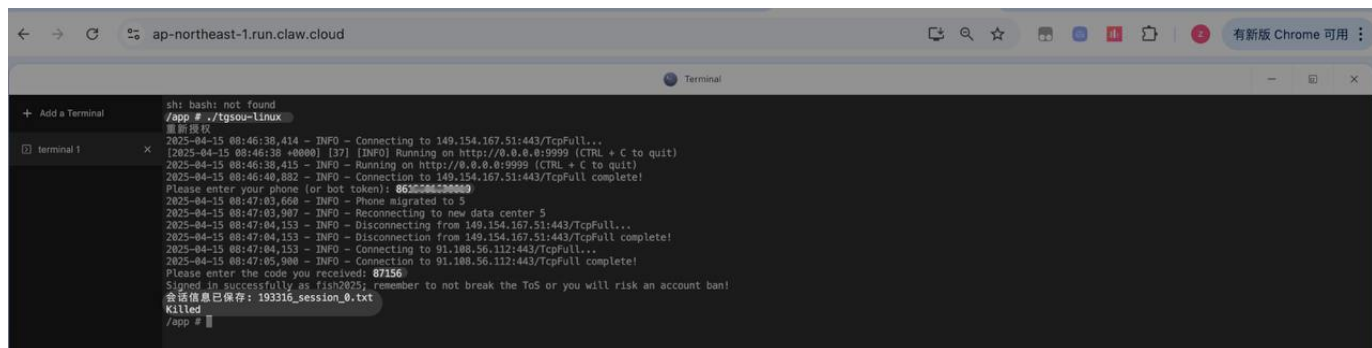 ap-northeast-1.run.claw.cloud
有新版 Chrome 可用
Terminal
+ Add a Terminal
terminal 1
sh: bash: not found
/app # ./tgsou-linux
重新授权
2025-04-15 08:46:38,414 - INFO - Connecting to 149.154.167.51:443/TcpFull...
[2025-04-15 08:46:38 +0000] [37] [INFO] Running on http://0.0.0.0:9999 (CTRL + C to quit)
2025-04-15 08:46:38,415 - INFO - Running on http://0.0.0.0:9999 (CTRL + C to quit)
2025-04-15 08:46:40,882 - INFO - Connection to 149.154.167.51:443/TcpFull complete!
Please enter your phone (or bot token):
2025-04-15 08:47:03,660 - INFO - Phone migrated to 5
2025-04-15 08:47:03,907 - INFO - Reconnecting to new data center 5
2025-04-15 08:47:04,153 - INFO - Disconnecting from 149.154.167.51:443/TcpFull...
2025-04-15 08:47:04,153 - INFO - Disconnection from 149.154.167.51:443/TcpFull complete!
2025-04-15 08:47:04,153 - INFO - Connecting to 91.108.56.112:443/TcpFull...
2025-04-15 08:47:05,900 - INFO - Connection to 91.108.56.112:443/TcpFull complete!
Please enter the code you received: 87156
Signed in successfully as fish2025; remember to not break the ToS or you will risk an account ban!
会话信息已保存: 193316_session_0.txt
Killed
/app #